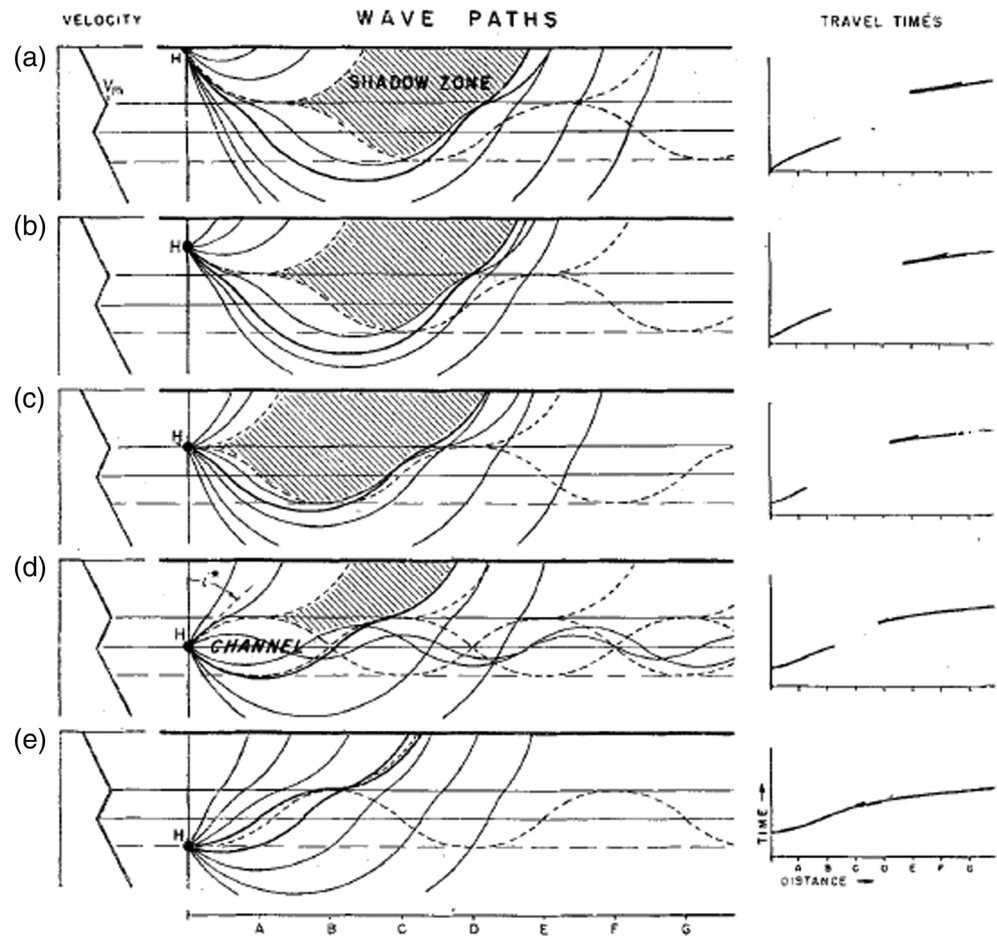 VELOCITY
WAVE PATHS
TRAVEL TIMES
(a)
Vm
H
SHADOW ZONE
(b)
H
(c)
H
(d)
i*
H
CHANNEL
(e)
H
TIME
A B C D E F G
DISTANCE
A B C D E F G